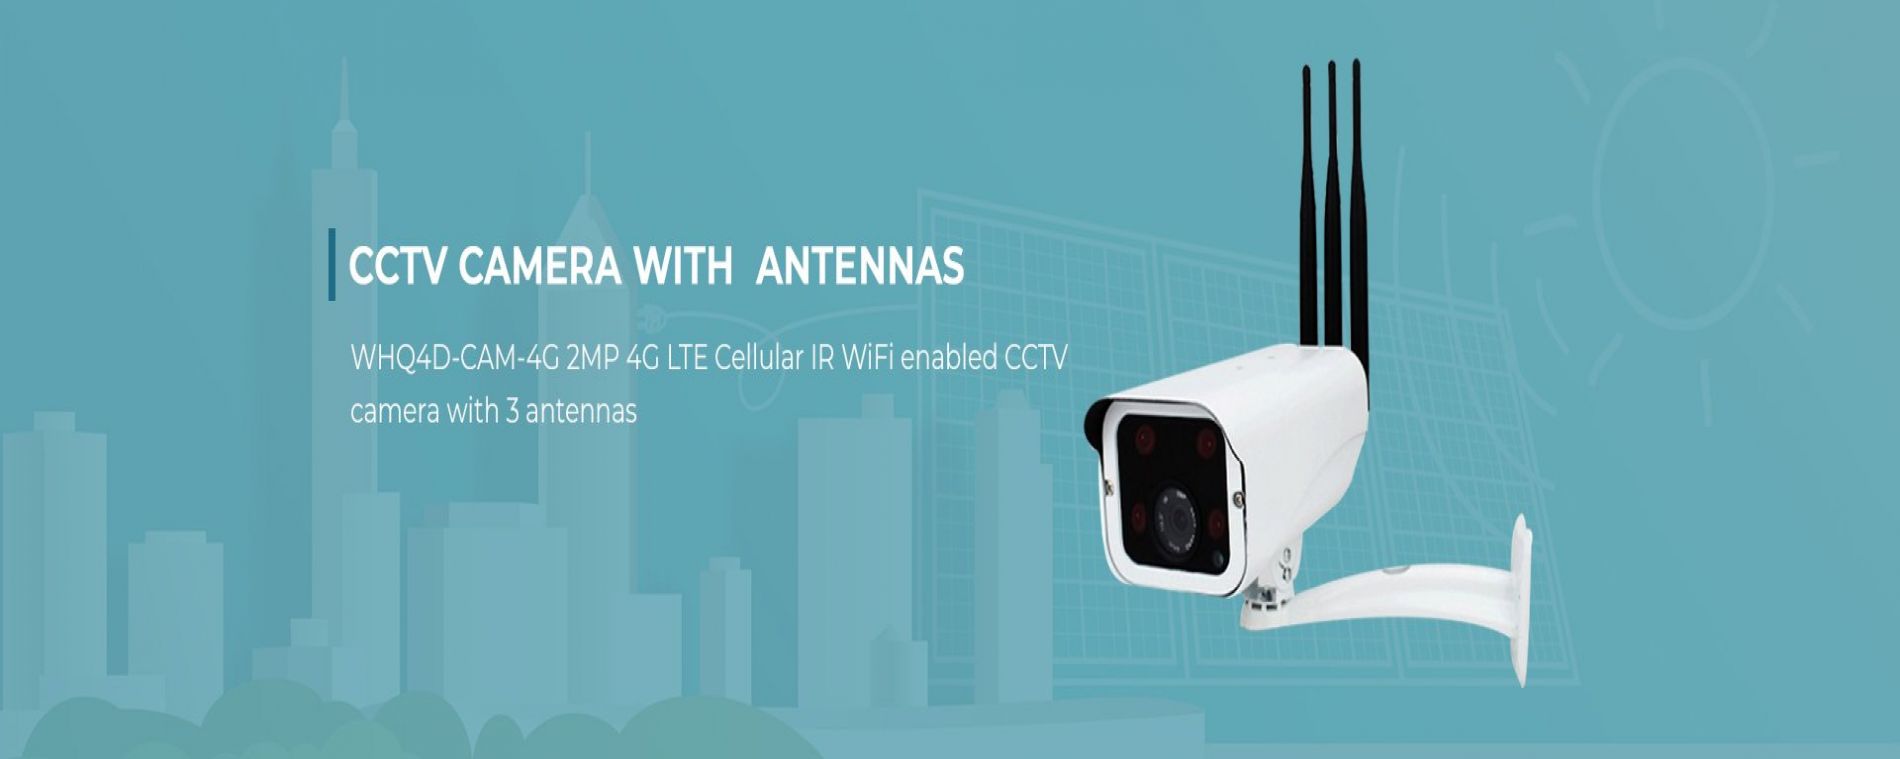 CCTV CAMERA WITH ANTENNAS
WHQ4D-CAM-4G 2MP 4G LTE Cellular IR WiFi enabled CCTV
camera with 3 antennas